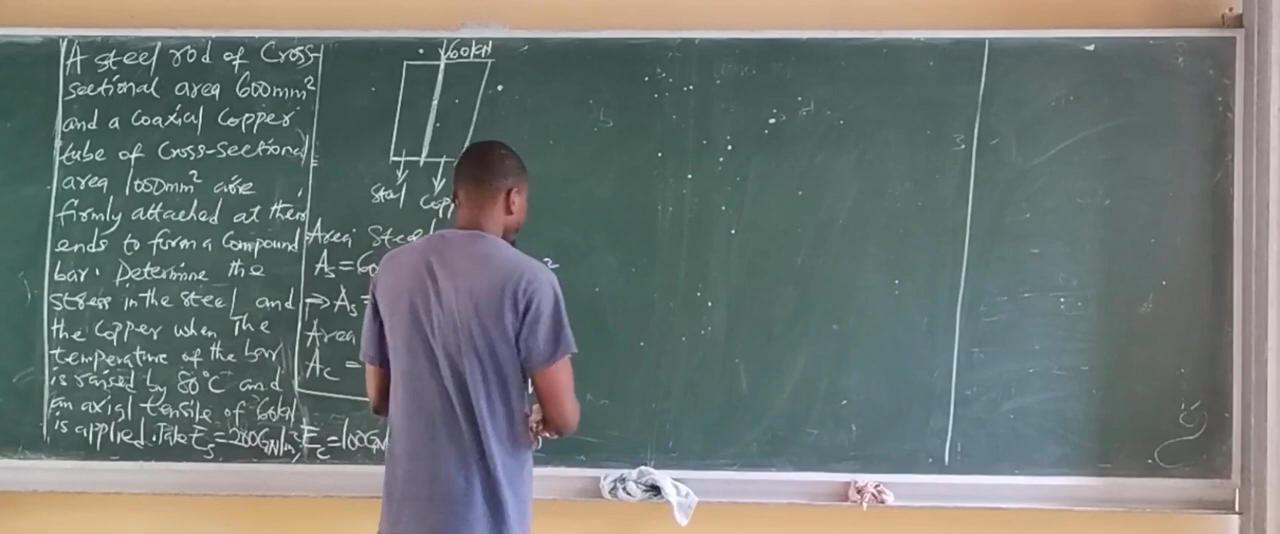 A steel rod of Cross-
sectional area 600mm²
and a coaxial Copper
tube of Cross-sectional
area 1000mm² are
firmly attached at their
ends to form a Compound
bar. Determine the
stress in the steel and
the copper when the
temperature of the bar
is raised by 80°C and
an axial tensile of 60kN
is applied. Take Es=200GN/m², Ec=100GN
60kN
Steel Copp
Area Steel
As=60
⇒ As=
Area
Ac =
2
3